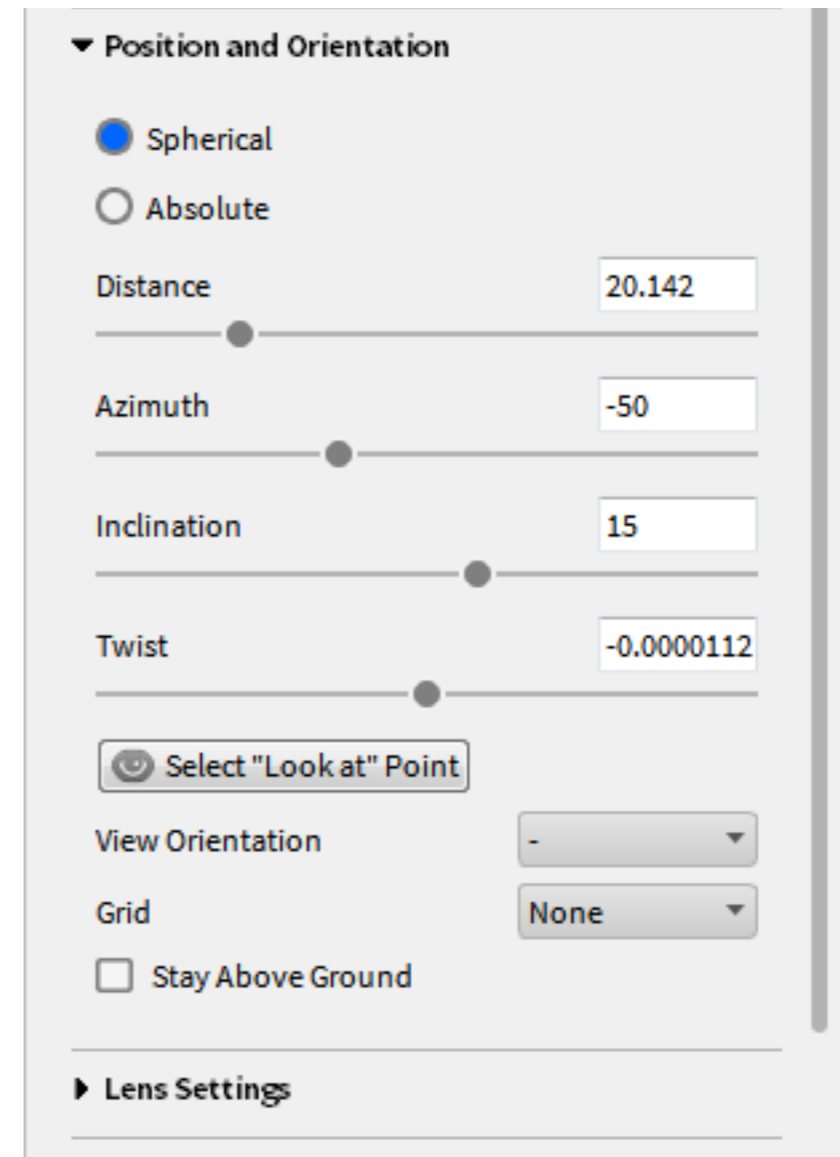 Position and Orientation
Spherical
Absolute
Distance 20.142
Azimuth -50
Inclination 15
Twist -0.0000112
Select "Look at" Point
View Orientation -
Grid None
Stay Above Ground
Lens Settings